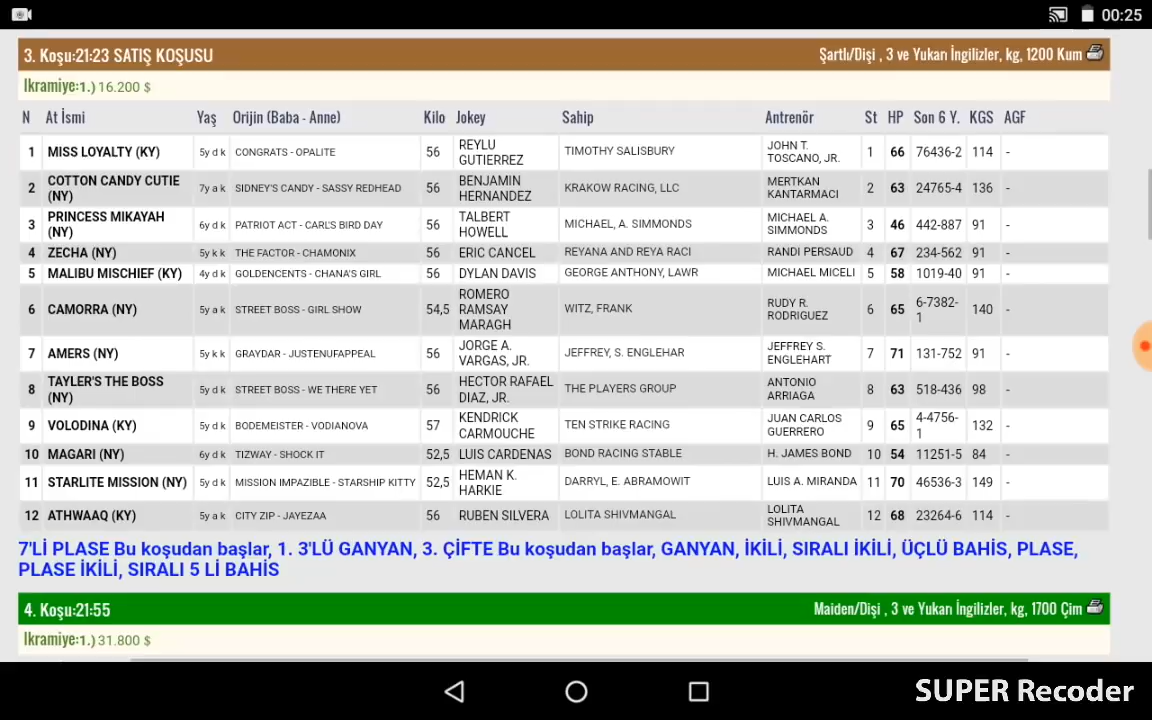 00:25
3. Koşu:21:23 SATIŞ KOŞUSU Şartlı/Dişi , 3 ve Yukarı İngilizler, kg, 1200 Kum
Ikramiye:1.) 16.200 $
N At İsmi Yaş Orijin (Baba - Anne) Kilo Jokey Sahip Antrenör St HP Son 6 Y. KGS AGF
1 MISS LOYALTY (KY) 5y d k CONGRATS - OPALITE 56 REYLU GUTIERREZ TIMOTHY SALISBURY JOHN T. TOSCANO, JR. 1 66 76436-2 114 -
2 COTTON CANDY CUTIE (NY) 7y a k SIDNEY'S CANDY - SASSY REDHEAD 56 BENJAMIN HERNANDEZ KRAKOW RACING, LLC MERTKAN KANTARMACI 2 63 24765-4 136 -
3 PRINCESS MIKAYAH (NY) 6y d k PATRIOT ACT - CARL'S BIRD DAY 56 TALBERT HOWELL MICHAEL, A. SIMMONDS MICHAEL A. SIMMONDS 3 46 442-887 91 -
4 ZECHA (NY) 5y k k THE FACTOR - CHAMONIX 56 ERIC CANCEL REYANA AND REYA RACI RANDI PERSAUD 4 67 234-562 91 -
5 MALIBU MISCHIEF (KY) 4y d k GOLDENCENTS - CHANA'S GIRL 56 DYLAN DAVIS GEORGE ANTHONY, LAWR MICHAEL MICELI 5 58 1019-40 91 -
6 CAMORRA (NY) 5y a k STREET BOSS - GIRL SHOW 54,5 ROMERO RAMSAY MARAGH WITZ, FRANK RUDY R. RODRIGUEZ 6 65 6-7382-1 140 -
7 AMERS (NY) 5y k k GRAYDAR - JUSTENUFAPPEAL 56 JORGE A. VARGAS, JR. JEFFREY, S. ENGLEHAR JEFFREY S. ENGLEHART 7 71 131-752 91 -
8 TAYLER'S THE BOSS (NY) 5y d k STREET BOSS - WE THERE YET 56 HECTOR RAFAEL DIAZ, JR. THE PLAYERS GROUP ANTONIO ARRIAGA 8 63 518-436 98 -
9 VOLODINA (KY) 5y d k BODEMEISTER - VODIANOVA 57 KENDRICK CARMOUCHE TEN STRIKE RACING JUAN CARLOS GUERRERO 9 65 4-4756-1 132 -
10 MAGARI (NY) 6y d k TIZWAY - SHOCK IT 52,5 LUIS CARDENAS BOND RACING STABLE H. JAMES BOND 10 54 11251-5 84 -
11 STARLITE MISSION (NY) 5y d k MISSION IMPAZIBLE - STARSHIP KITTY 52,5 HEMAN K. HARKIE DARRYL, E. ABRAMOWIT LUIS A. MIRANDA 11 70 46536-3 149 -
12 ATHWAAQ (KY) 5y a k CITY ZIP - JAYEZAA 56 RUBEN SILVERA LOLITA SHIVMANGAL LOLITA SHIVMANGAL 12 68 23264-6 114 -
7'Lİ PLASE Bu koşudan başlar, 1. 3'LÜ GANYAN, 3. ÇİFTE Bu koşudan başlar, GANYAN, İKİLİ, SIRALI İKİLİ, ÜÇLÜ BAHİS, PLASE,
PLASE İKİLİ, SIRALI 5 Lİ BAHİS
4. Koşu:21:55 Maiden/Dişi , 3 ve Yukarı İngilizler, kg, 1700 Çim
Ikramiye:1.) 31.800 $
SUPER Recoder